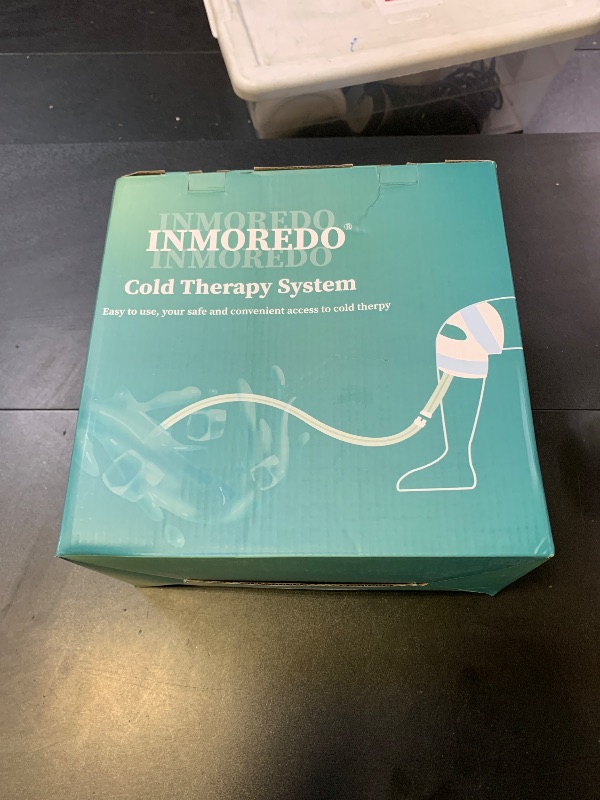 INMOREDO
INMOREDO®
INMOREDO
Cold Therapy System
Easy to use, your safe and convenient access to cold therpy